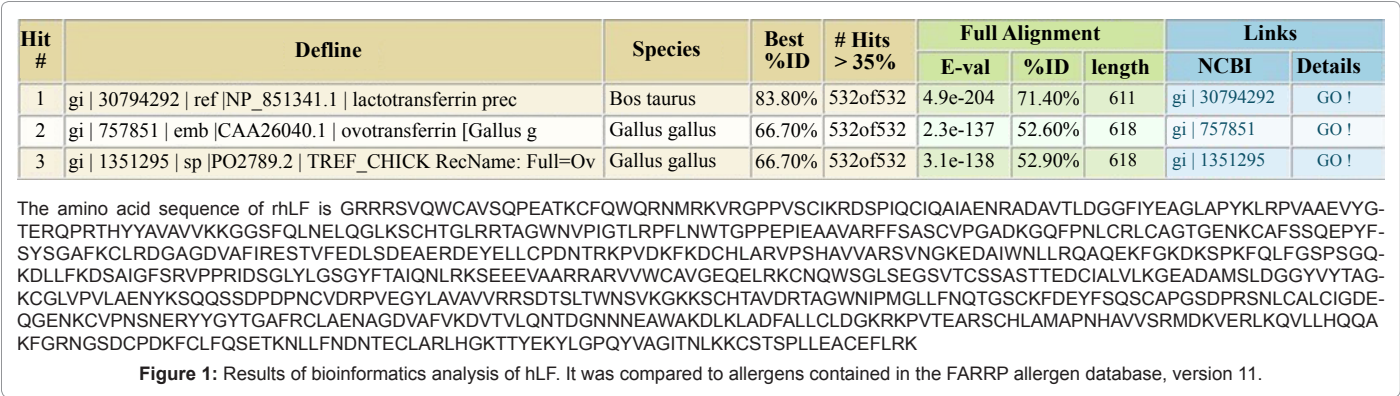 Hit # Defline Species Best %ID # Hits > 35% Full Alignment Links
E-val %ID length NCBI Details
1 gi | 30794292 | ref |NP_851341.1 | lactotransferrin prec Bos taurus 83.80% 532of532 4.9e-204 71.40% 611 gi | 30794292 GO !
2 gi | 757851 | emb |CAA26040.1 | ovotransferrin [Gallus g Gallus gallus 66.70% 532of532 2.3e-137 52.60% 618 gi | 757851 GO !
3 gi | 1351295 | sp |PO2789.2 | TREF_CHICK RecName: Full=Ov Gallus gallus 66.70% 532of532 3.1e-138 52.90% 618 gi | 1351295 GO !
The amino acid sequence of rhLF is GRRRSVQWCAVSQPEATKCFQWQRNMRKVRGPPVSCIKRDSPIQCIQAIAENRADAVTLDGGFIYEAGLAPYKLRPVAAEVYG-
TERQPRTHYYAVAVVKKGGSFQLNELQGLKSCHTGLRRTAGWNVPIGTLRPFLNWTGPPEPIEAAVARFFSASCVPGADKGQFPNLCRLCAGTGENKCAFSSQEPYF-
SYSGAFKCLRDGAGDVAFIRESTVFEDLSDEAERDEYELLCPDNTRKPVDKFKDCHLARVPSHAVVARSVNGKEDAIWNLLRQAQEKFGKDKSPKFQLFGSPSGQ-
KDLLFKDSAIGFSRVPPRIDSGLYLGSGYFTAIQNLRKSEEEVAARRARVVWCAVGEQELRKCNQWSGLSEGSVTCSSASTTEDCIALVLKGEADAMSLDGGYVYTAG-
KCGLVPVLAENYKSQQSSDPDPNCVDRPVEGYLAVAVVRRSDTSLTWNSVKGKKSCHTAVDRTAGWNIPMGLLFNQTGSCKFDEYFSQSCAPGSDPRSNLCALCIGDE-
QGENKCVPNSNERYYGYTGAFRCLAENAGDVAFVKDVTVLQNTDGNNNEAWAKDLKLADFALLCLDGKRKPVTEARSCHLAMAPNHAVVSRMDKVERLKQVLLHQQA
KFGRNGSDCPDKFCLFQSETKNLLFNDNTECLARLHGKTTYEKYLGPQYVAGITNLKKCSTSPLLEACEFLRK
Figure 1: Results of bioinformatics analysis of hLF. It was compared to allergens contained in the FARRP allergen database, version 11.